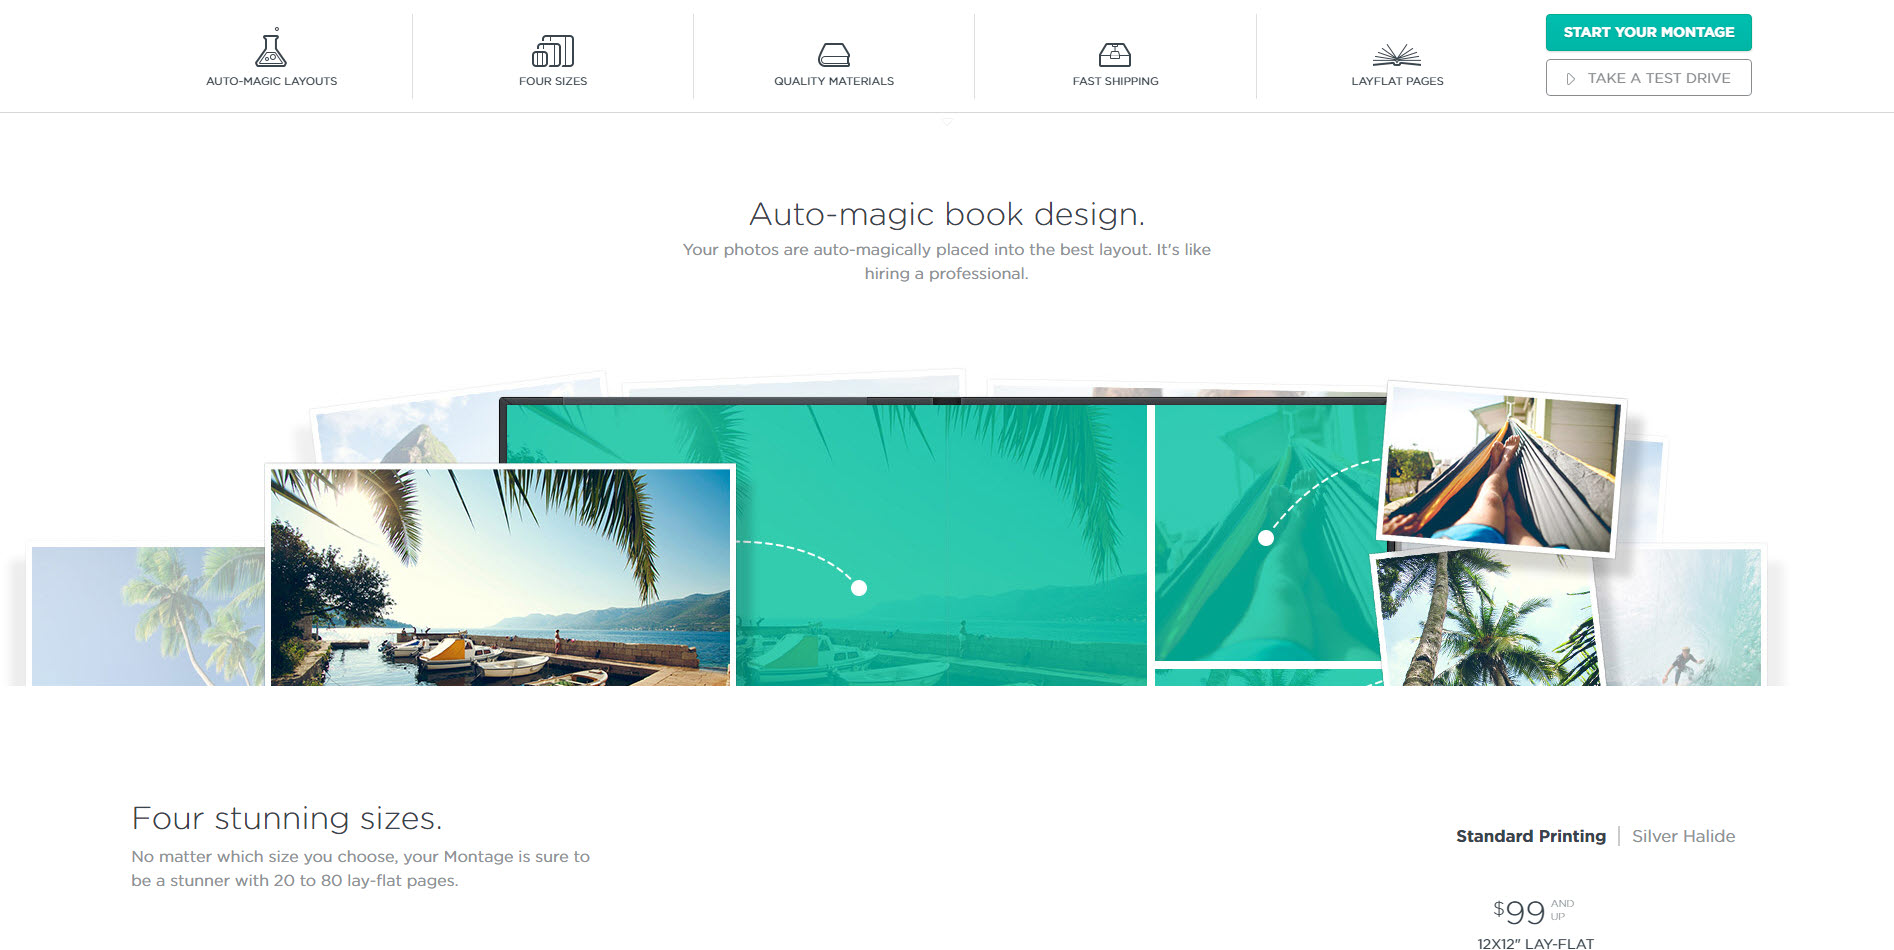 AUTO-MAGIC LAYOUTS
FOUR SIZES
QUALITY MATERIALS
FAST SHIPPING
LAYFLAT PAGES
START YOUR MONTAGE
TAKE A TEST DRIVE
Auto-magic book design.
Your photos are auto-magically placed into the best layout. It's like
hiring a professional.
Four stunning sizes.
No matter which size you choose, your Montage is sure to
be a stunner with 20 to 80 lay-flat pages.
Standard Printing | Silver Halide
$99 AND UP
12X12" LAY-FLAT